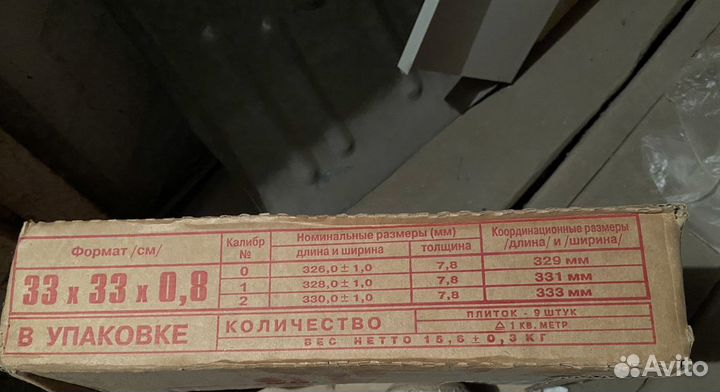 Формат /см/
33 х 33 х 0,8
Калибр
№
Номинальные размеры (мм)
длина и ширина толщина
Координационные размеры
/длина/ и /ширина/
0 326,0±1,0 7,8 329 мм
1 328,0±1,0 7,8 331 мм
2 330,0±1,0 7,8 333 мм
В УПАКОВКЕ
КОЛИЧЕСТВО
ПЛИТОК - 9 ШТУК
△ 1 КВ. МЕТР
ВЕС НЕТТО 15,6±0,3 КГ
Avito